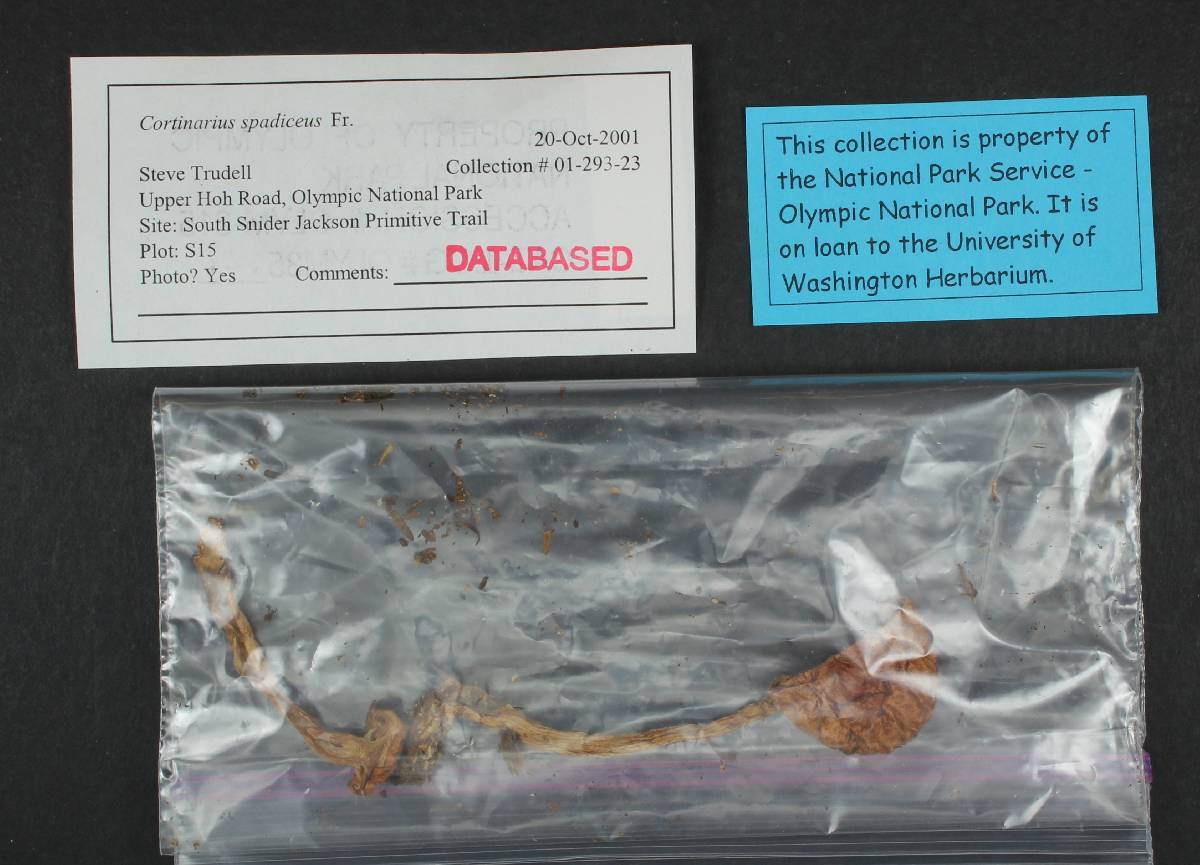 Cortinarius spadiceus Fr.
20-Oct-2001
Steve Trudell
Collection # 01-293-23
Upper Hoh Road, Olympic National Park
Site: South Snider Jackson Primitive Trail
Plot: S15
Photo? Yes Comments: DATABASED
This collection is property of
the National Park Service -
Olympic National Park. It is
on loan to the University of
Washington Herbarium.